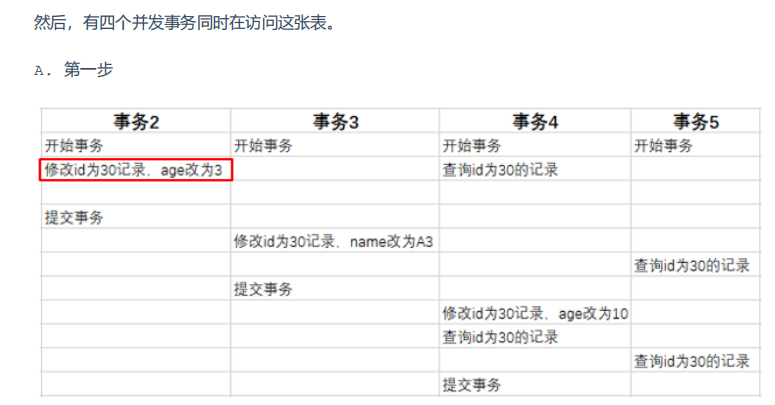 然后，有四个并发事务同时在访问这张表。
A. 第一步
事务2 事务3 事务4 事务5
开始事务 开始事务 开始事务 开始事务
修改id为30记录，age改为3 查询id为30的记录
提交事务
修改id为30记录，name改为A3
查询id为30的记录
提交事务
修改id为30记录，age改为10
查询id为30的记录
查询id为30的记录
提交事务